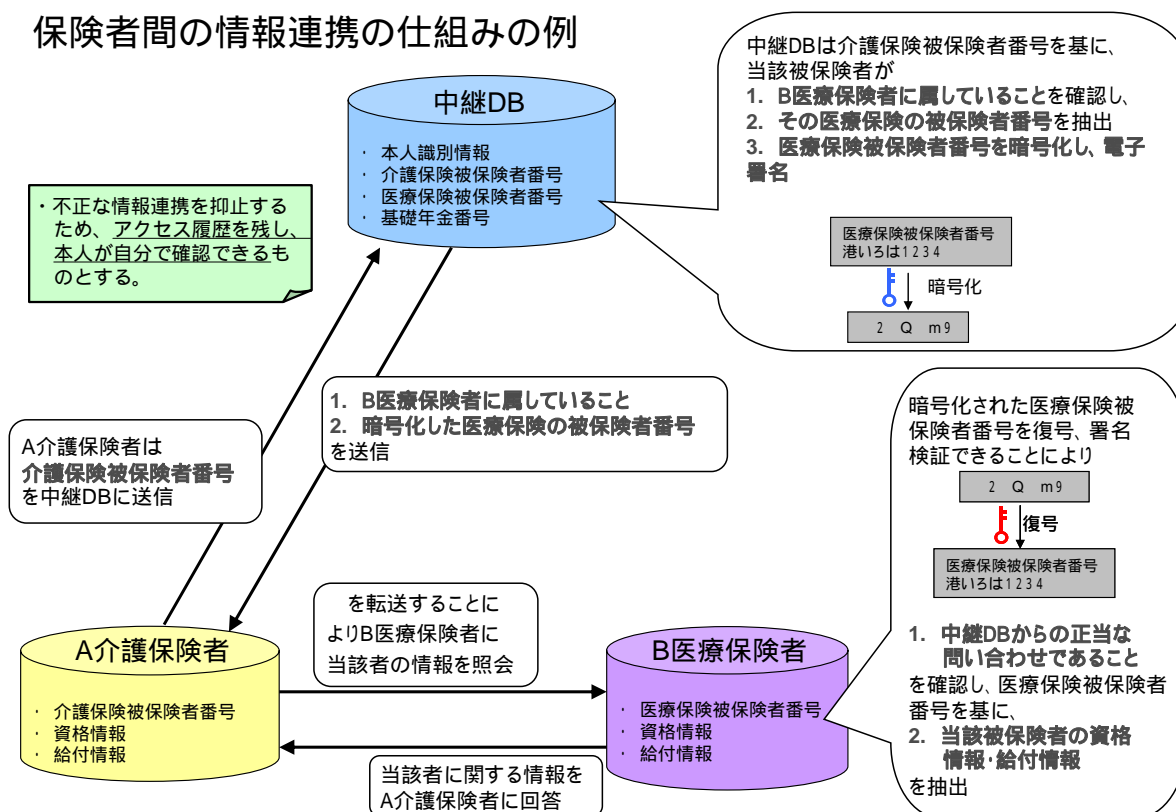 保険者間の情報連携の仕組みの例
中継DB
・ 本人識別情報
・ 介護保険被保険者番号
・ 医療保険被保険者番号
・ 基礎年金番号
中継DBは介護保険被保険者番号を基に、
当該被保険者が
1. B医療保険者に属していることを確認し、
2. その医療保険の被保険者番号を抽出
3. 医療保険被保険者番号を暗号化し、電子
署名
医療保険被保険者番号
港いろは1234
暗号化
2 Q m9
・不正な情報連携を抑止する
ため、アクセス履歴を残し、
本人が自分で確認できるも
のとする。
1. B医療保険者に属していること
2. 暗号化した医療保険の被保険者番号
を送信
A介護保険者は
介護保険被保険者番号
を中継DBに送信
暗号化された医療保険被
保険者番号を復号、署名
検証できることにより
2 Q m9
復号
医療保険被保険者番号
港いろは1234
1. 中継DBからの正当な
問い合わせであること
を確認し、医療保険被保険者
番号を基に、
2. 当該被保険者の資格
情報・給付情報
を抽出
を転送することに
よりB医療保険者に
当該者の情報を照会
A介護保険者
・ 介護保険被保険者番号
・ 資格情報
・ 給付情報
B医療保険者
・ 医療保険被保険者番号
・ 資格情報
・ 給付情報
当該者に関する情報を
A介護保険者に回答